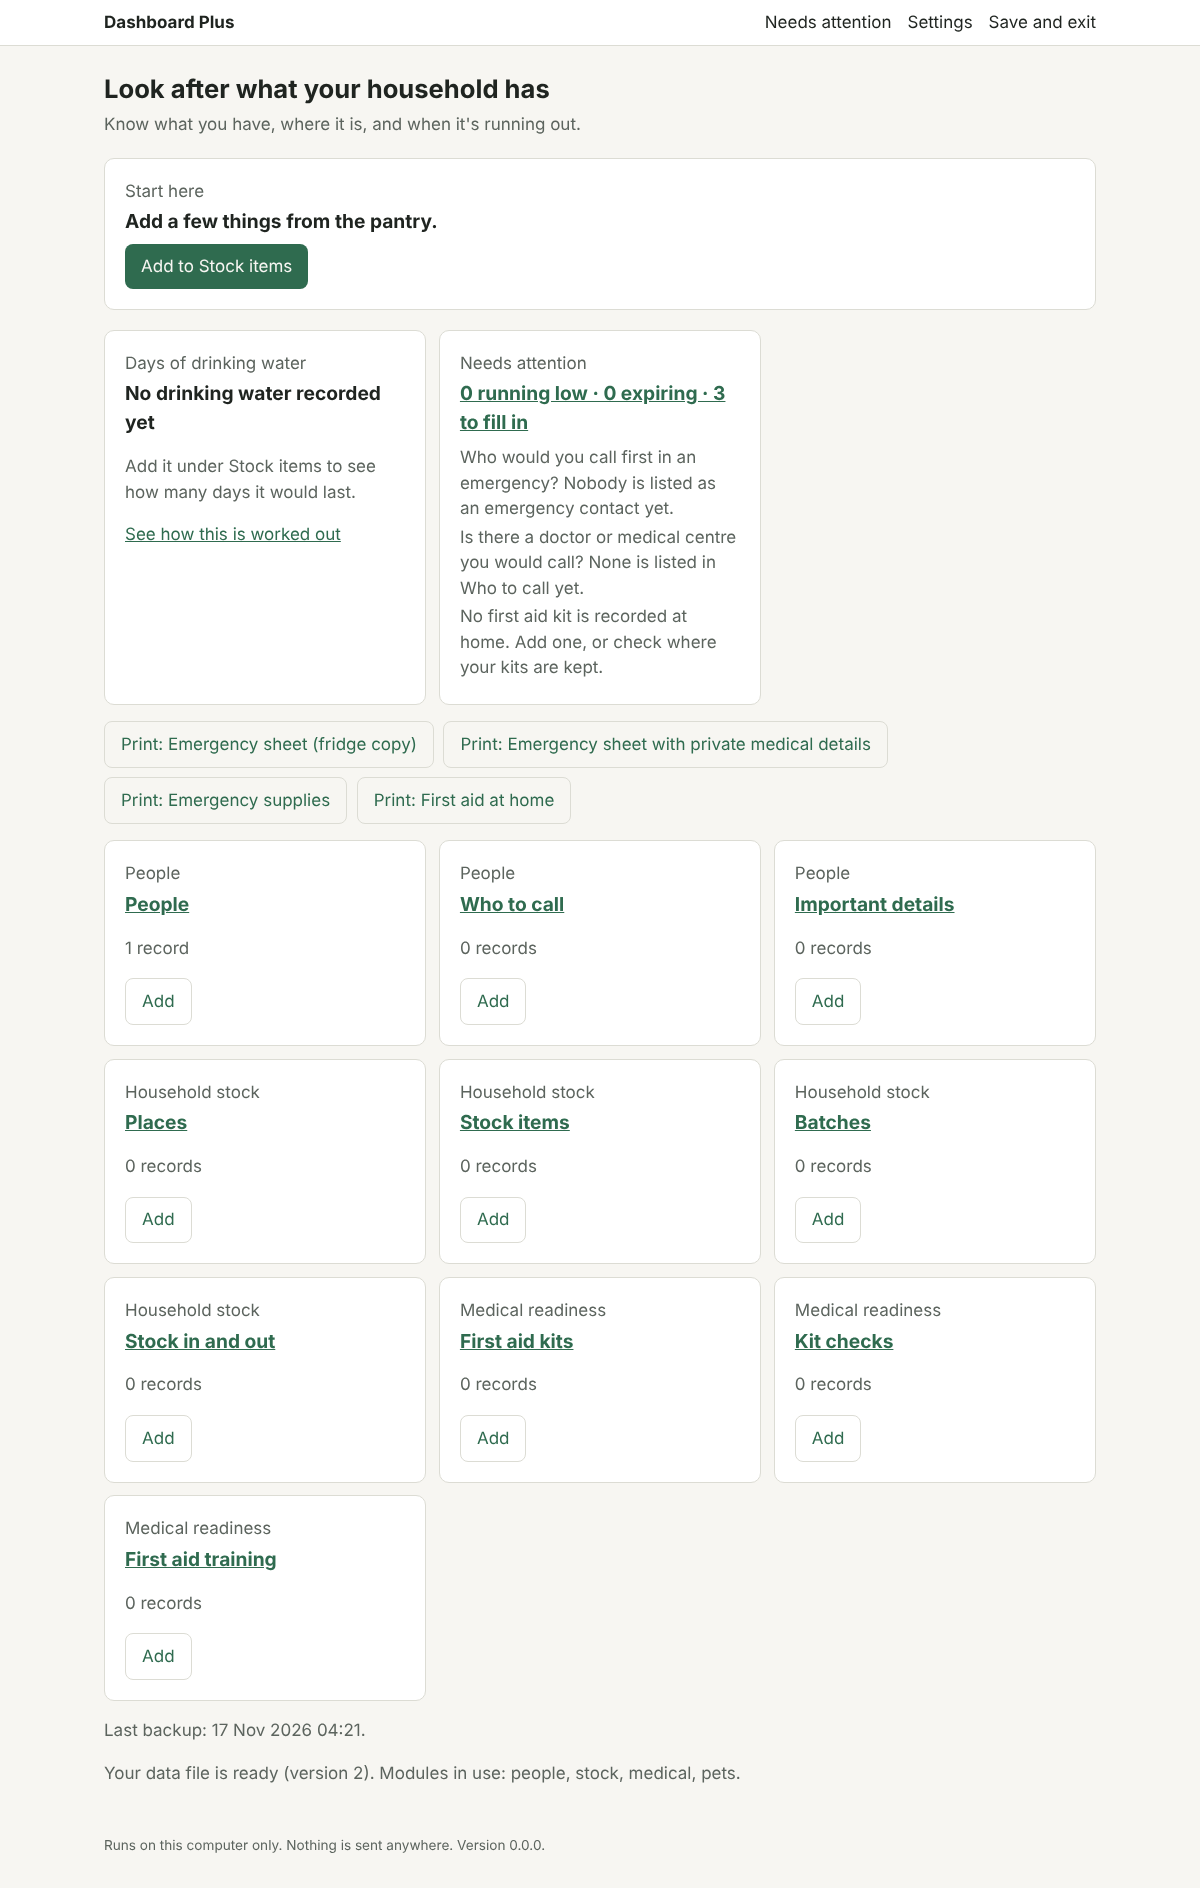 Dashboard Plus
Needs attention Settings Save and exit
Look after what your household has
Know what you have, where it is, and when it's running out.
Start here
Add a few things from the pantry.
Add to Stock items
Days of drinking water
No drinking water recorded
yet
Add it under Stock items to see
how many days it would last.
See how this is worked out
Needs attention
0 running low · 0 expiring · 3
to fill in
Who would you call first in an
emergency? Nobody is listed as
an emergency contact yet.
Is there a doctor or medical centre
you would call? None is listed in
Who to call yet.
No first aid kit is recorded at
home. Add one, or check where
your kits are kept.
Print: Emergency sheet (fridge copy)
Print: Emergency sheet with private medical details
Print: Emergency supplies
Print: First aid at home
People
People
1 record
Add
People
Who to call
0 records
Add
People
Important details
0 records
Add
Household stock
Places
0 records
Add
Household stock
Stock items
0 records
Add
Household stock
Batches
0 records
Add
Household stock
Stock in and out
0 records
Add
Medical readiness
First aid kits
0 records
Add
Medical readiness
Kit checks
0 records
Add
Medical readiness
First aid training
0 records
Add
Last backup: 17 Nov 2026 04:21.
Your data file is ready (version 2). Modules in use: people, stock, medical, pets.
Runs on this computer only. Nothing is sent anywhere. Version 0.0.0.